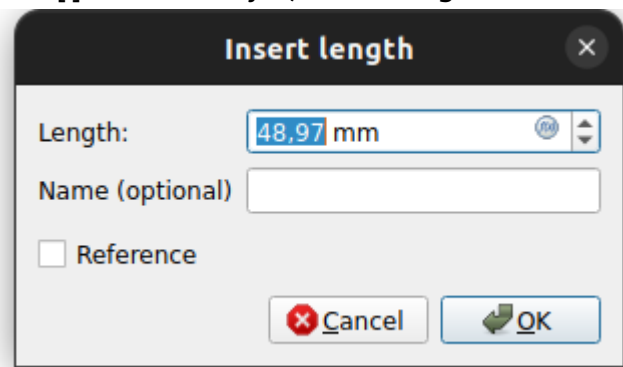 Insert length
Length: 48,97 mm
Name (optional)
Reference
Cancel OK